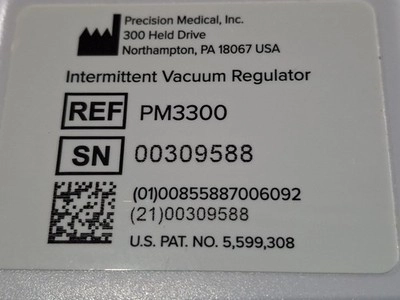 Precision Medical, Inc.
300 Held Drive
Northampton, PA 18067 USA
Intermittent Vacuum Regulator
REF PM3300
SN 00309588
(01)00855887006092
(21)00309588
U.S. PAT. NO. 5,599,308